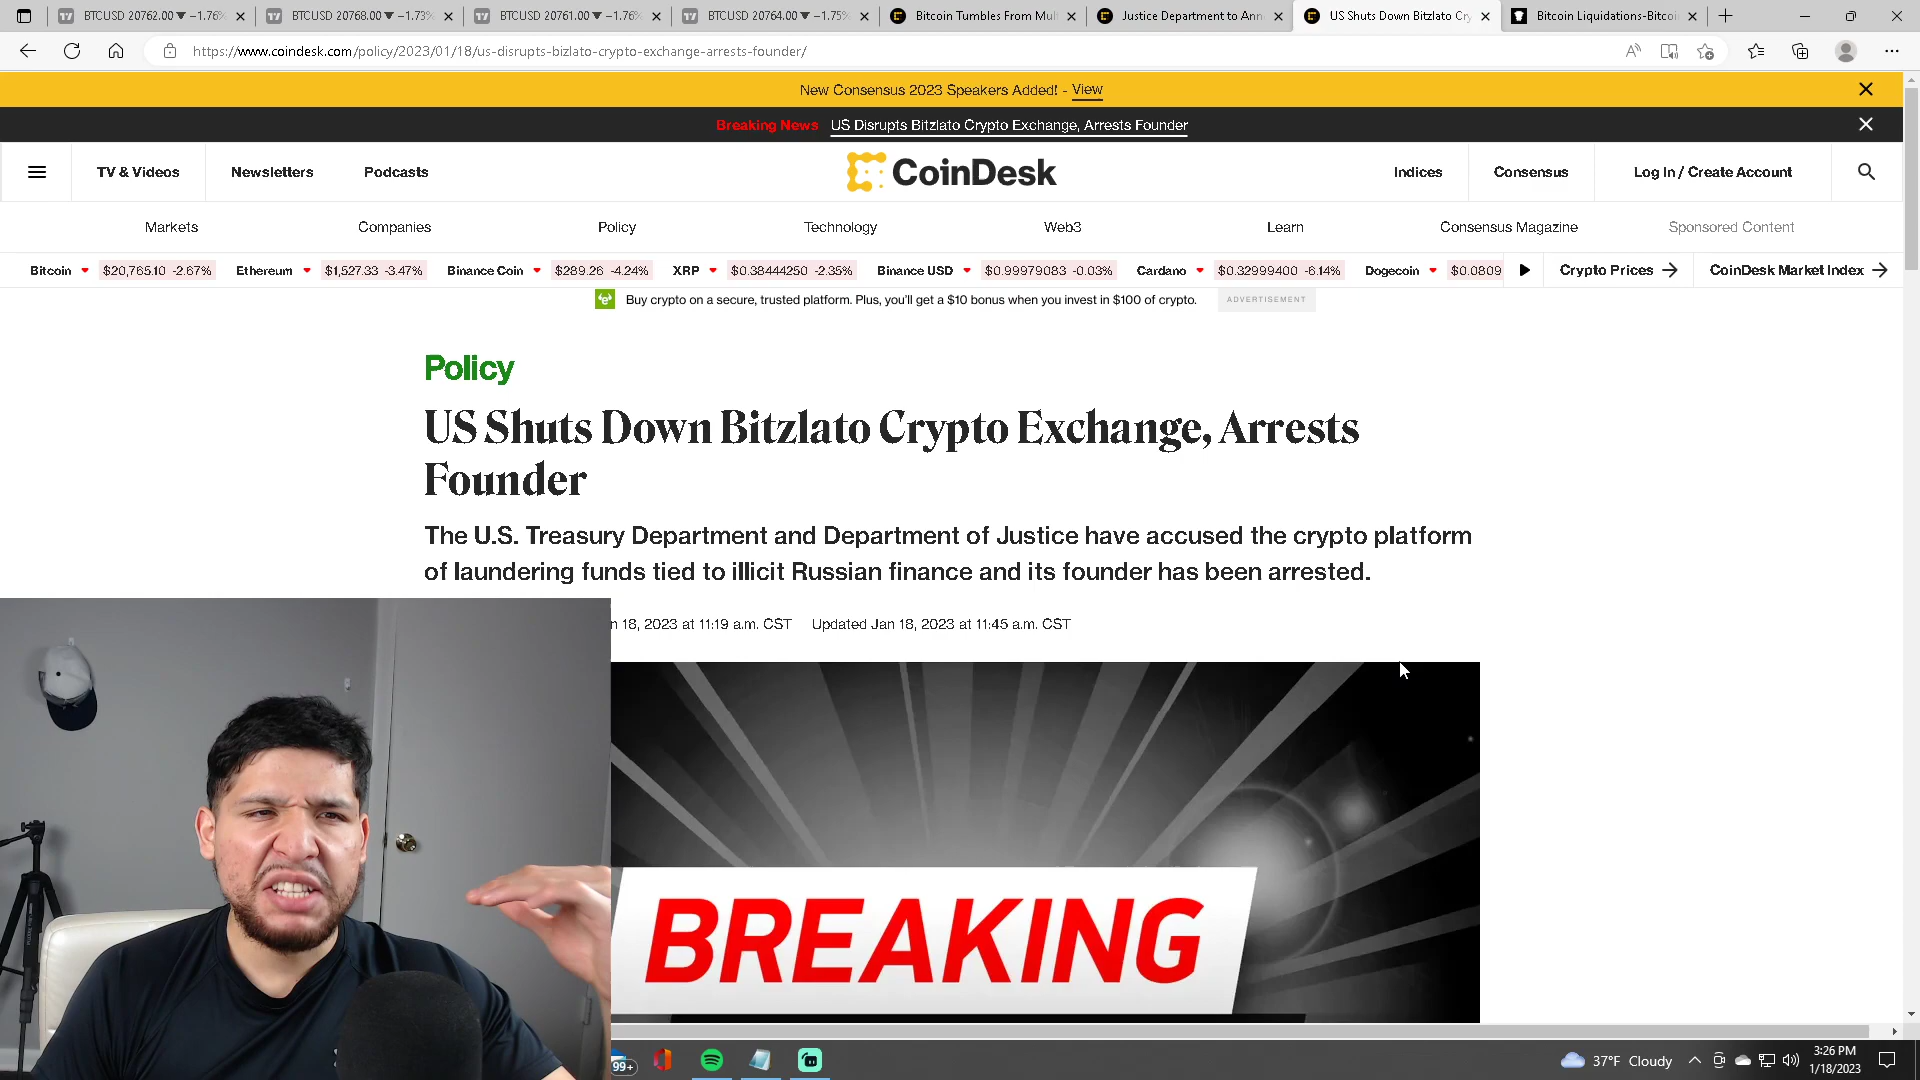 BTCUSD 20762.00 ▼ −1.76%
BTCUSD 20768.00 ▼ −1.73%
BTCUSD 20761.00 ▼ −1.76%
BTCUSD 20764.00 ▼ −1.75%
Bitcoin Tumbles From Mul
Justice Department to Ann
US Shuts Down Bitzlato Cry
Bitcoin Liquidations-Bitcoi
https://www.coindesk.com/policy/2023/01/18/us-disrupts-bizlato-crypto-exchange-arrests-founder/
New Consensus 2023 Speakers Added! - View
Breaking News US Disrupts Bitzlato Crypto Exchange, Arrests Founder
TV & Videos Newsletters Podcasts CoinDesk Indices Consensus Log In / Create Account
Markets Companies Policy Technology Web3 Learn Consensus Magazine Sponsored Content
Bitcoin $20,765.10 -2.67% Ethereum $1,527.33 -3.47% Binance Coin $289.26 -4.24% XRP $0.38444250 -2.35% Binance USD $0.99979083 -0.03% Cardano $0.32999400 -6.14% Dogecoin $0.0809 Crypto Prices → CoinDesk Market Index →
Buy crypto on a secure, trusted platform. Plus, you'll get a $10 bonus when you invest in $100 of crypto. ADVERTISEMENT
Policy
US Shuts Down Bitzlato Crypto Exchange, Arrests
Founder
The U.S. Treasury Department and Department of Justice have accused the crypto platform
of laundering funds tied to illicit Russian finance and its founder has been arrested.
n 18, 2023 at 11:19 a.m. CST Updated Jan 18, 2023 at 11:45 a.m. CST
BREAKING
99+
37°F Cloudy
3:26 PM
1/18/2023